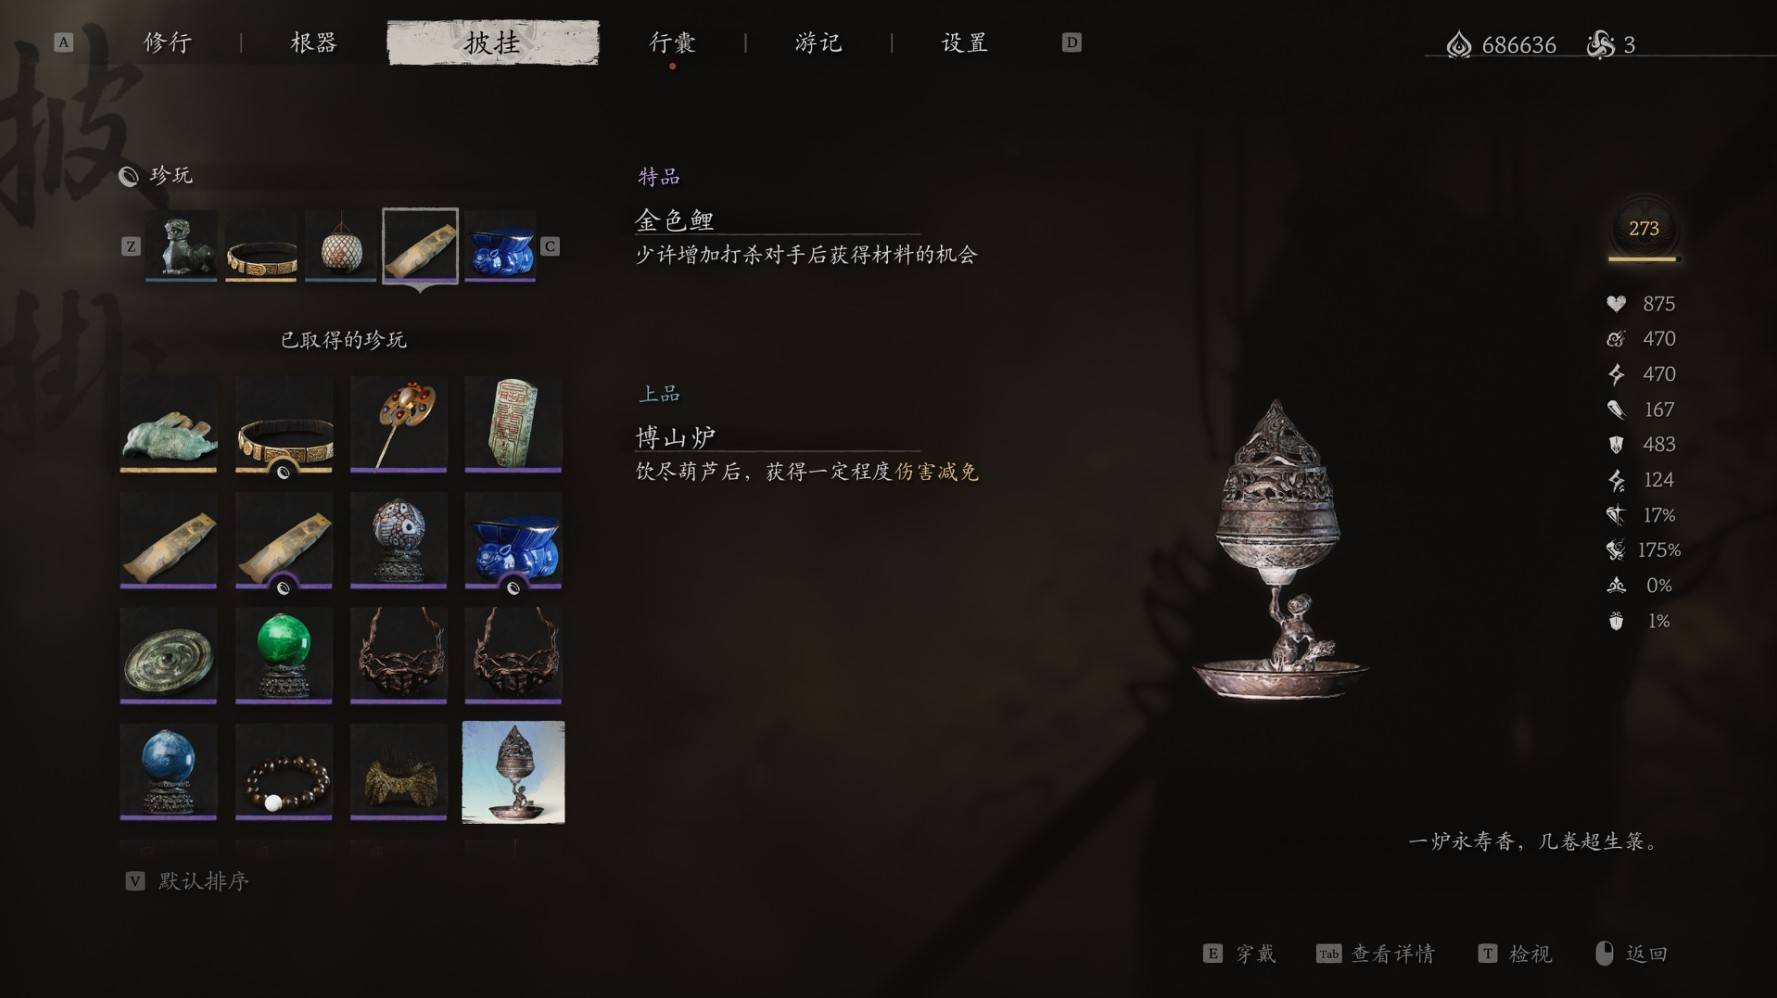 A 修行 根器 披挂 行囊 游记 设置 D
686636 3
披挂
珍玩
Z C
已取得的珍玩
V 默认排序
特品
金色鲤
少许增加打杀对手后获得材料的机会
上品
博山炉
饮尽葫芦后，获得一定程度伤害减免
273
875
470
470
167
483
124
17%
175%
0%
1%
一炉永寿香，几卷超生箓。
E 穿戴 Tab 查看详情 T 检视 返回